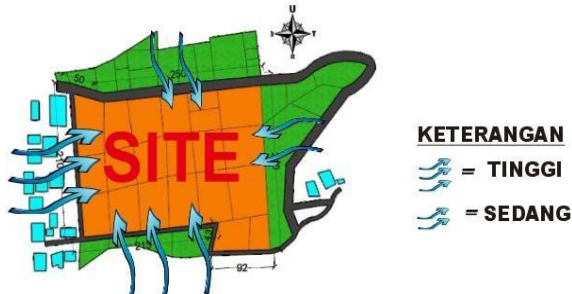 U
50
250
SITE
92
KETERANGAN
= TINGGI
= SEDANG